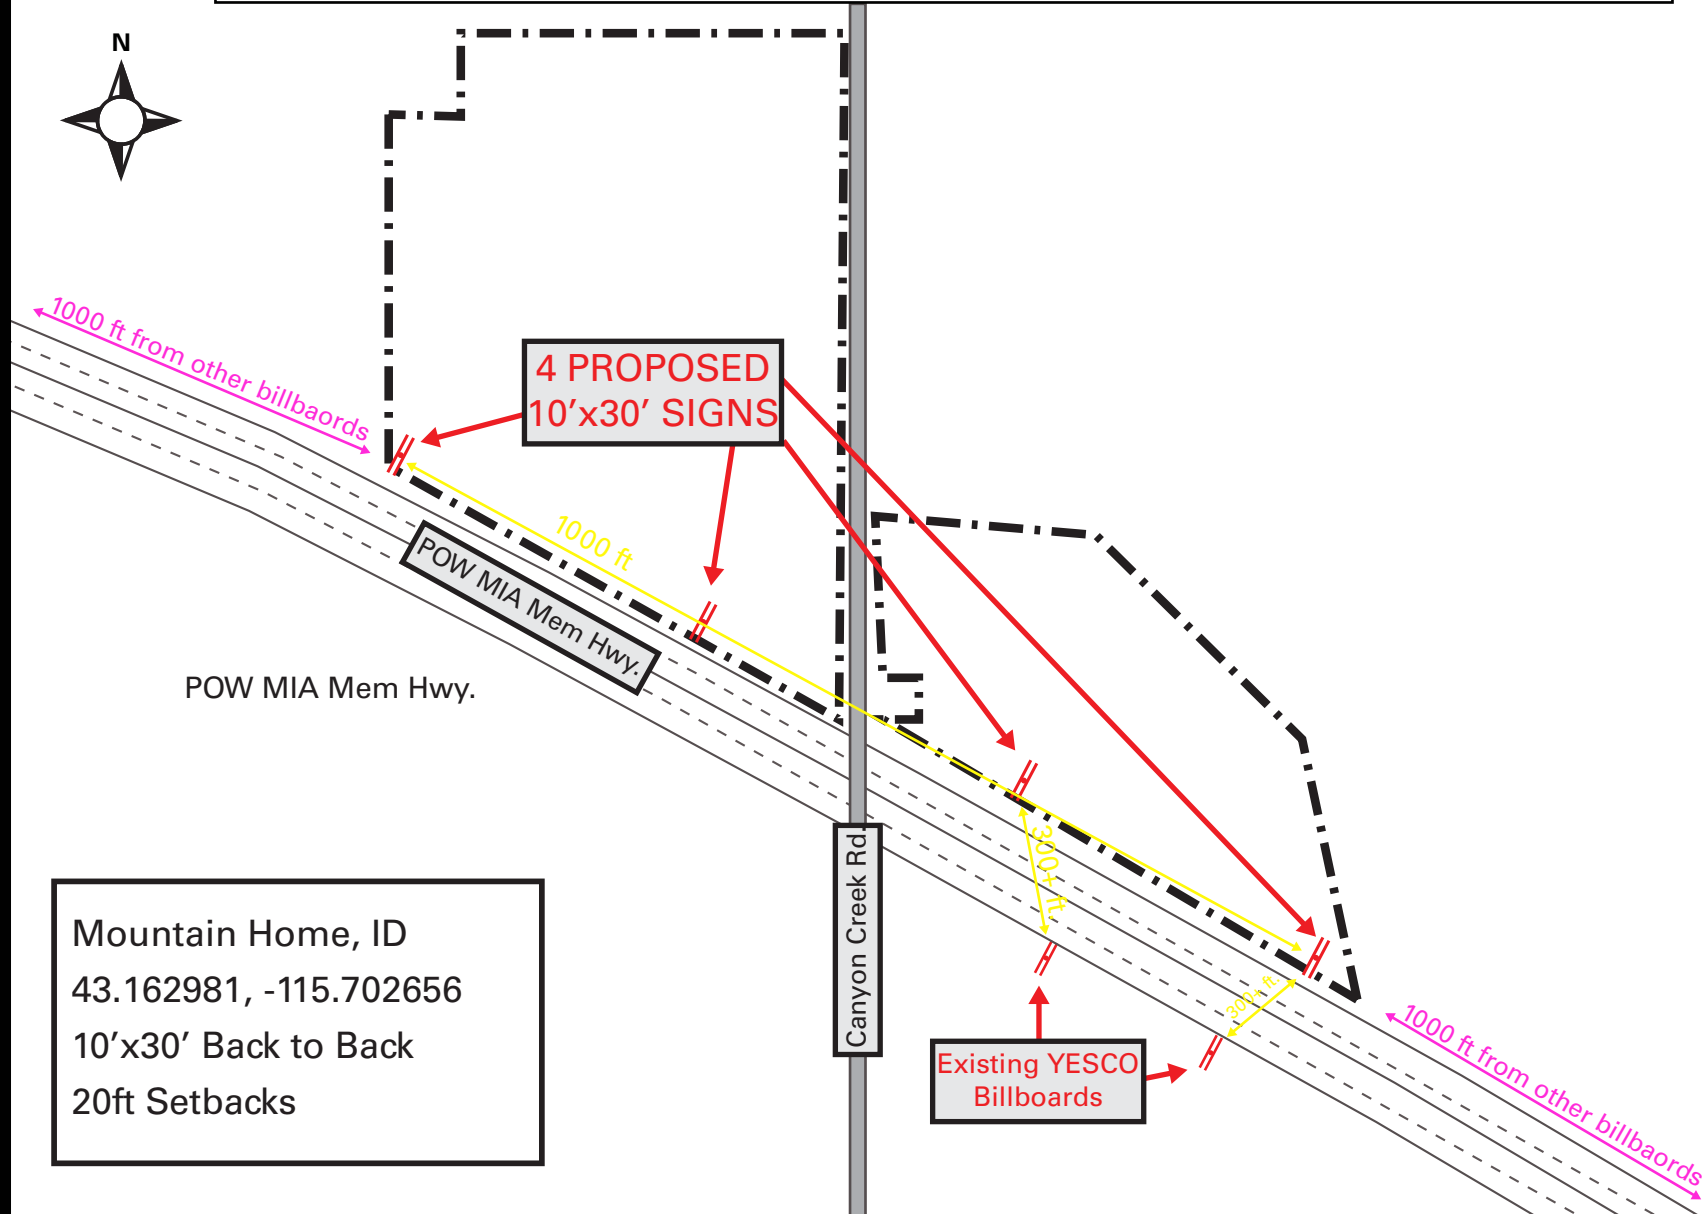 N
1000 ft from other billbaords
4 PROPOSED
10’x30’ SIGNS
1000 ft
POW MIA Mem Hwy.
POW MIA Mem Hwy.
300+ ft.
Canyon Creek Rd.
Mountain Home, ID
43.162981, -115.702656
10’x30’ Back to Back
20ft Setbacks
300+ ft.
Existing YESCO
Billboards
1000 ft from other billbaords